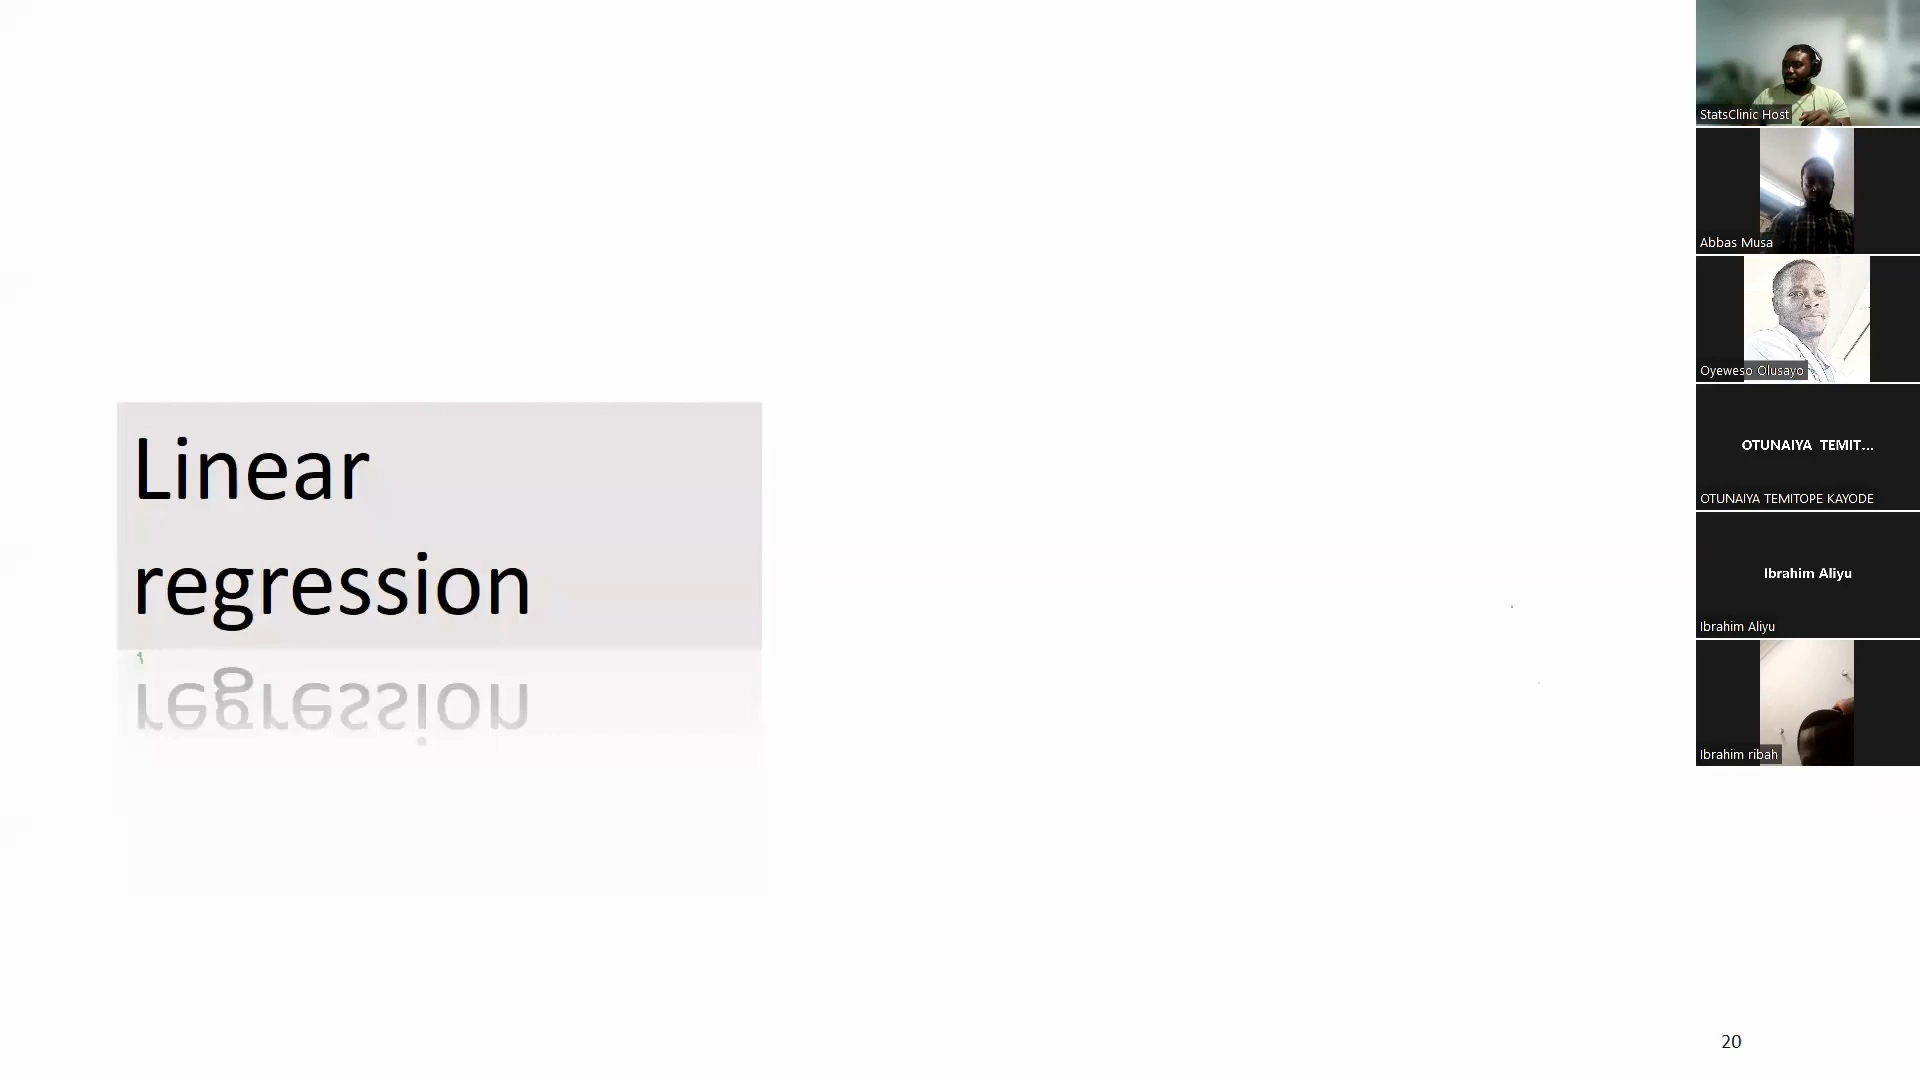 Linear
regression
StatsClinic Host
Abbas Musa
Oyeweso Olusayo
OTUNAIYA TEMIT...
OTUNAIYA TEMITOPE KAYODE
Ibrahim Aliyu
Ibrahim Aliyu
Ibrahim ribah
20